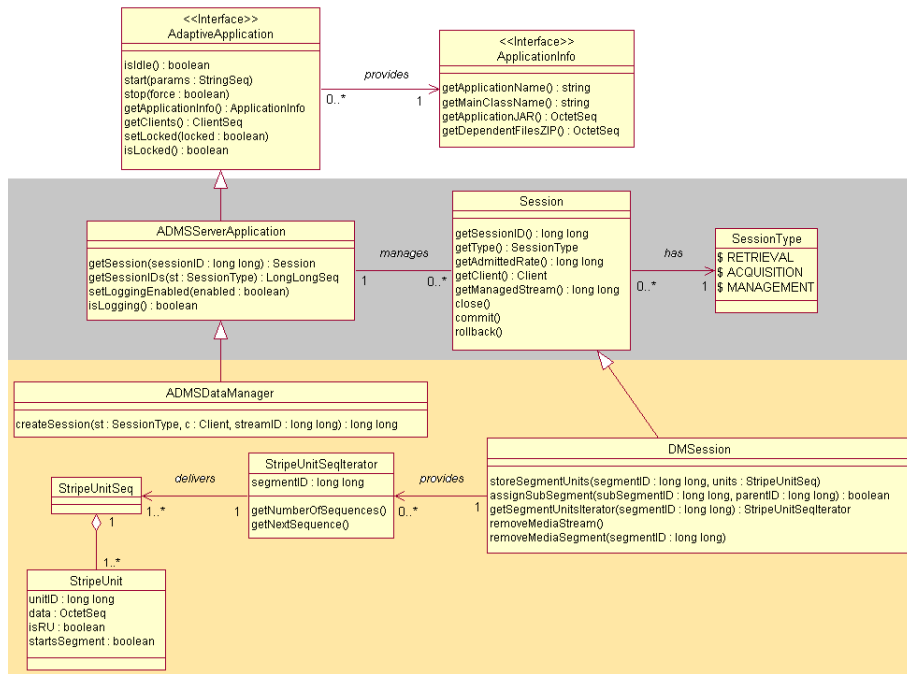 <<Interface>>
AdaptiveApplication
isIdle() : boolean
start(params : StringSeq)
stop(force : boolean)
getApplicationInfo() : ApplicationInfo
getClients() : ClientSeq
setLocked(locked : boolean)
isLocked() : boolean
provides
0..*
1
<<Interface>>
ApplicationInfo
getApplicationName() : string
getMainClassName() : string
getApplicationJAR() : OctetSeq
getDependentFilesZIP() : OctetSeq
ADMSServerApplication
getSession(sessionID : long long) : Session
getSessionIDs(st : SessionType) : LongLongSeq
setLoggingEnabled(enabled : boolean)
isLogging() : boolean
manages
1
0..*
Session
getSessionID() : long long
getType() : SessionType
getAdmittedRate() : long long
getClient() : Client
getManagedStream() : long long
close()
commit()
rollback()
has
0..*
1
SessionType
$ RETRIEVAL
$ ACQUISITION
$ MANAGEMENT
ADMSDataManager
createSession(st : SessionType, c : Client, streamID : long long) : long long
DMSession
storeSegmentUnits(segmentID : long long, units : StripeUnitSeq)
assignSubSegment(subSegmentID : long long, parentID : long long) : boolean
getSegmentUnitsIterator(segmentID : long long) : StripeUnitSeqIterator
removeMediaStream()
removeMediaSegment(segmentID : long long)
provides
0..*
1
StripeUnitSeqIterator
segmentID : long long
getNumberOfSequences()
getNextSequence()
delivers
1..*
1
StripeUnitSeq
1
1..*
StripeUnit
unitID : long long
data : OctetSeq
isRU : boolean
startsSegment : boolean